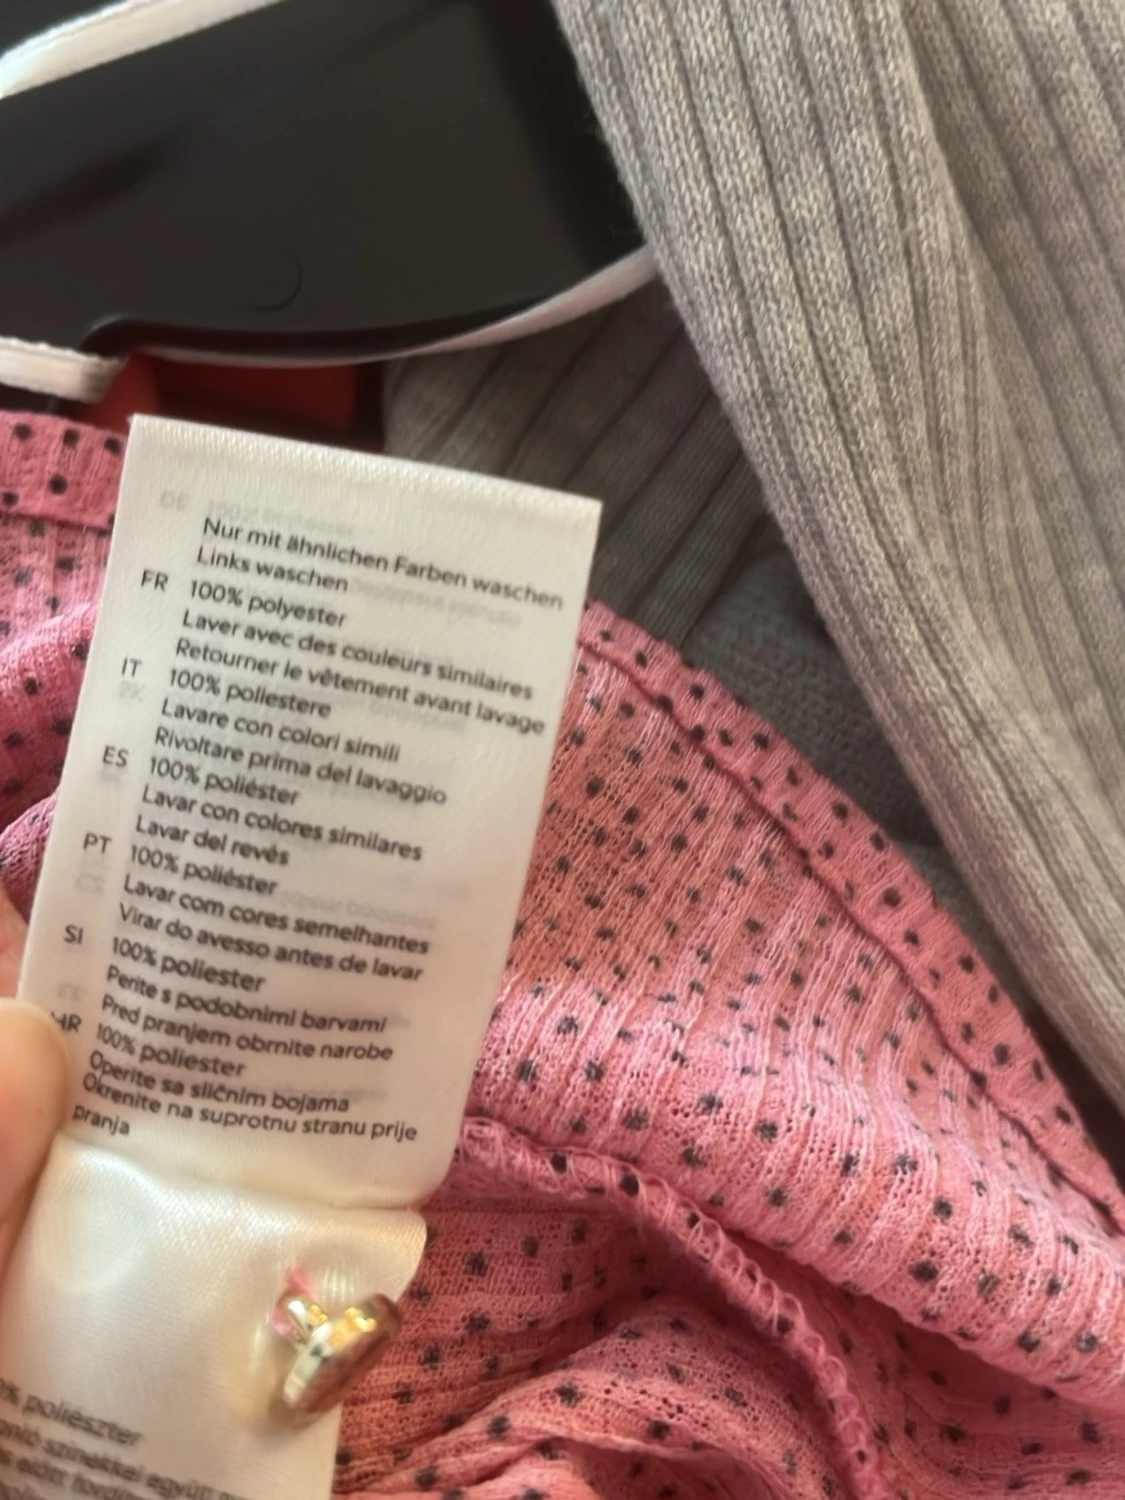 DE
Nur mit ähnlichen Farben waschen
Links waschen
FR 100% polyester
Laver avec des couleurs similaires
Retourner le vêtement avant lavage
IT 100% poliestere
Lavare con colori simili
Rivoltare prima del lavaggio
ES 100% poliéster
Lavar con colores similares
Lavar del revés
PT 100% poliéster
Lavar com cores semelhantes
Virar do avesso antes de lavar
SI 100% poliester
Perite s podobnimi barvami
Pred pranjem obrnite narobe
HR 100% poliester
Operite sa sličnim bojama
Okrenite na suprotnu stranu prije
pranja
% poliészter
színekkel együtt